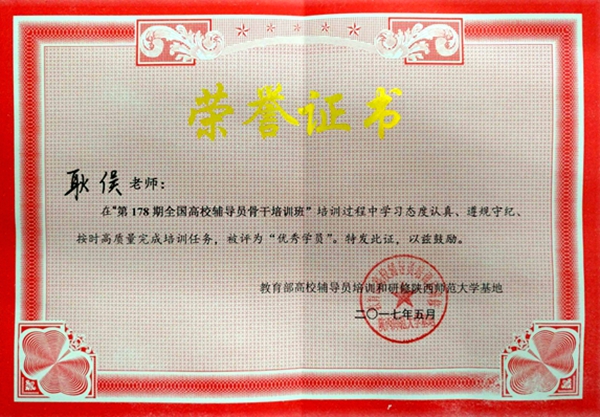 荣誉证书
耿俣老师：
在“第178期全国高校辅导员骨干培训班”培训过程中学习态度认真、遵规守纪、
按时高质量完成培训任务，被评为“优秀学员”。特发此证，以兹鼓励。
教育部高校辅导员培训和研修陕西师范大学基地
二〇一七年五月